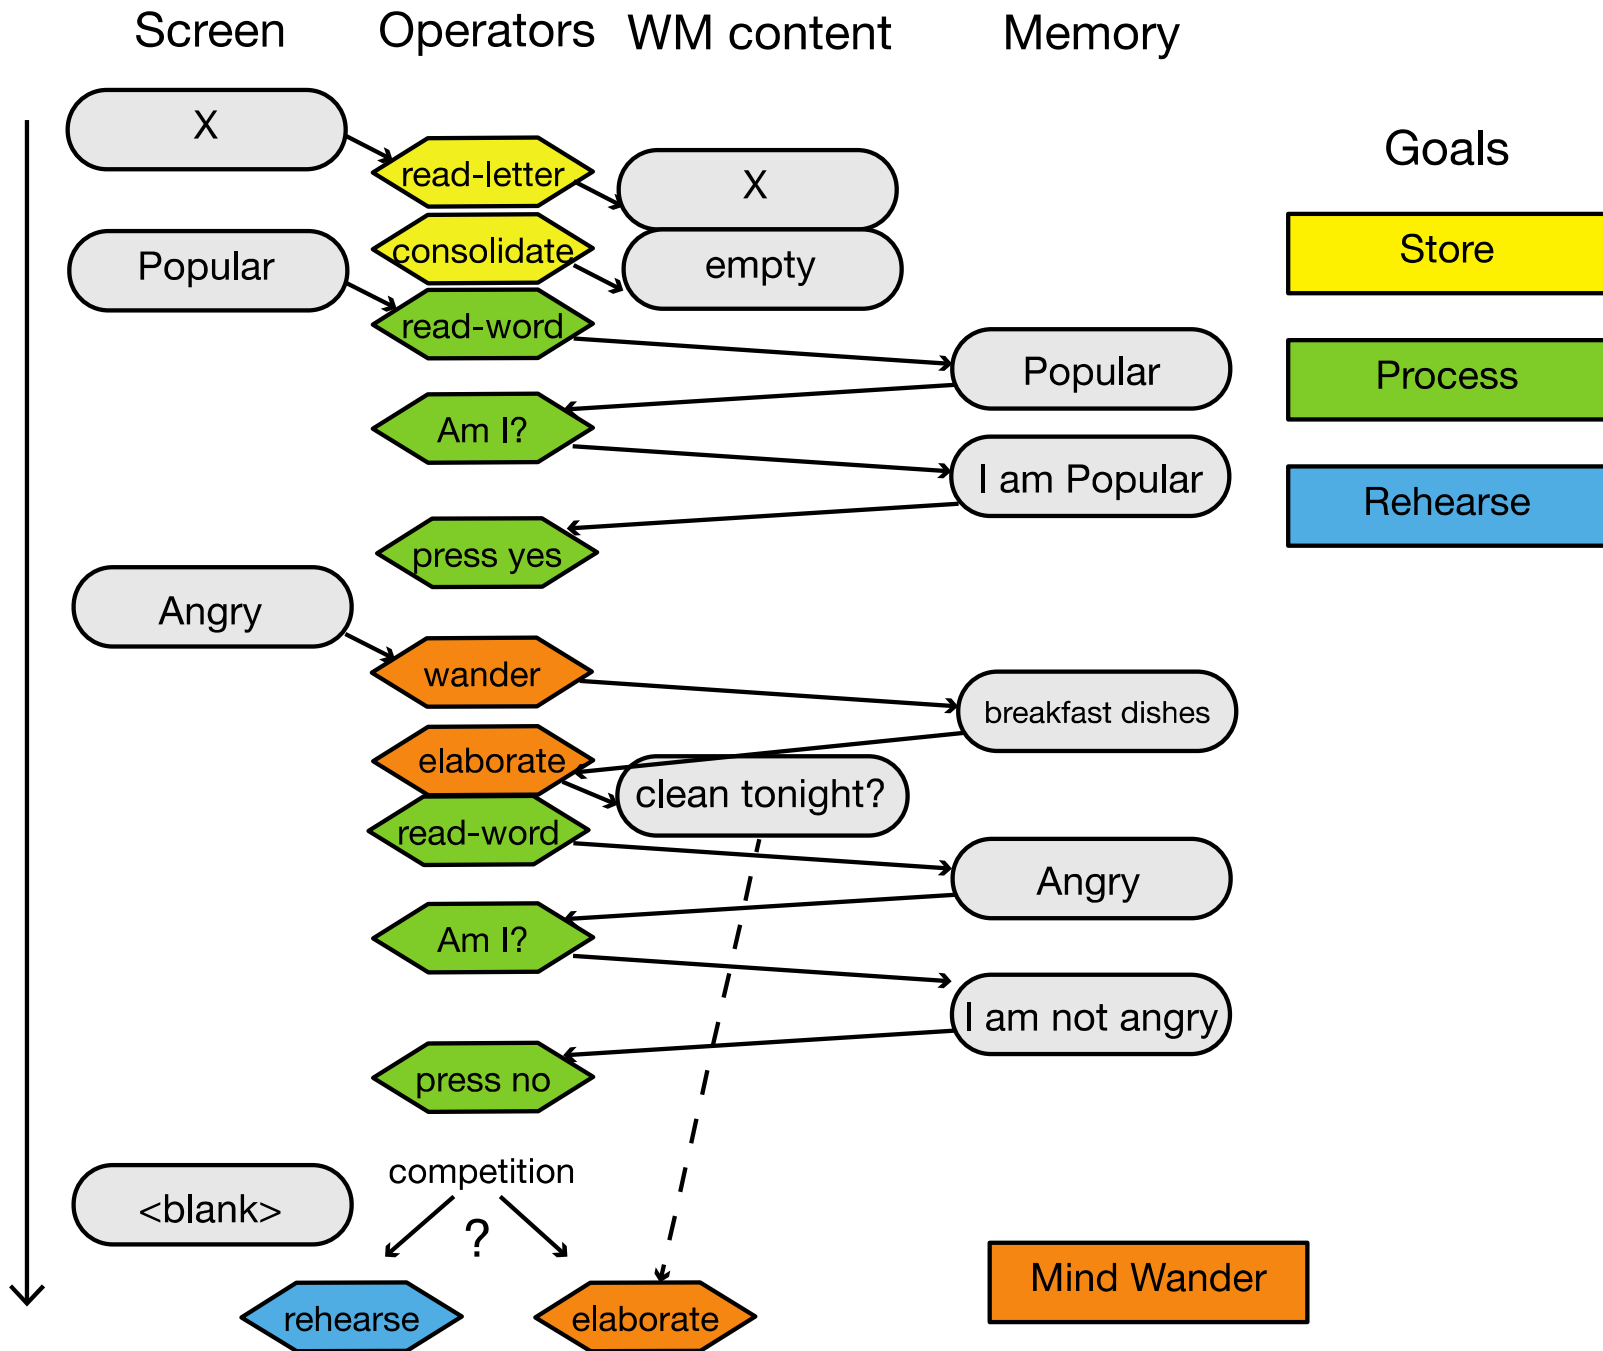 Screen Operators WM content Memory
X
read-letter
X
Goals
Store
consolidate
empty
Popular
read-word
Popular
Process
Am I?
I am Popular
Rehearse
press yes
Angry
wander
breakfast dishes
elaborate
clean tonight?
read-word
Angry
Am I?
I am not angry
press no
competition
<blank>
?
Mind Wander
rehearse
elaborate